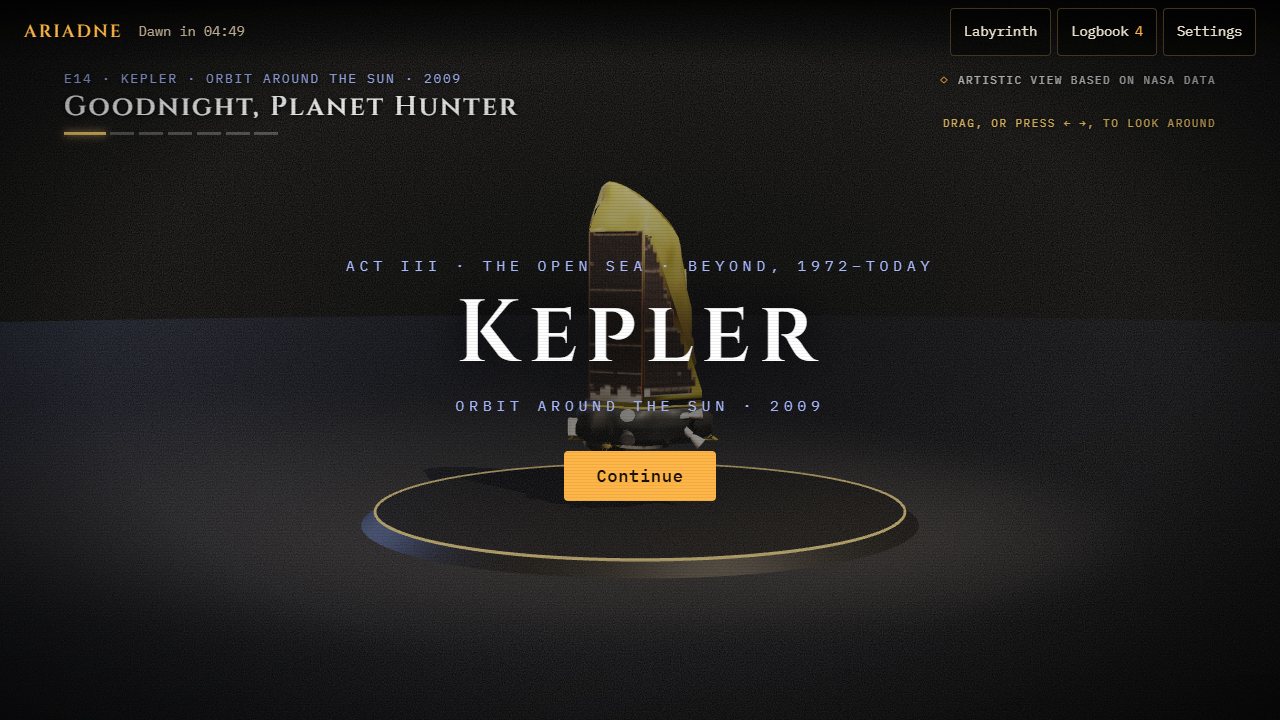 ARIADNE Dawn in 04:49 Labyrinth Logbook 4 Settings
E14 · KEPLER · ORBIT AROUND THE SUN · 2009
◇ ARTISTIC VIEW BASED ON NASA DATA
GOODNIGHT, PLANET HUNTER
DRAG, OR PRESS ← →, TO LOOK AROUND
ACT III · THE OPEN SEA · BEYOND, 1972–TODAY
KEPLER
ORBIT AROUND THE SUN · 2009
Continue